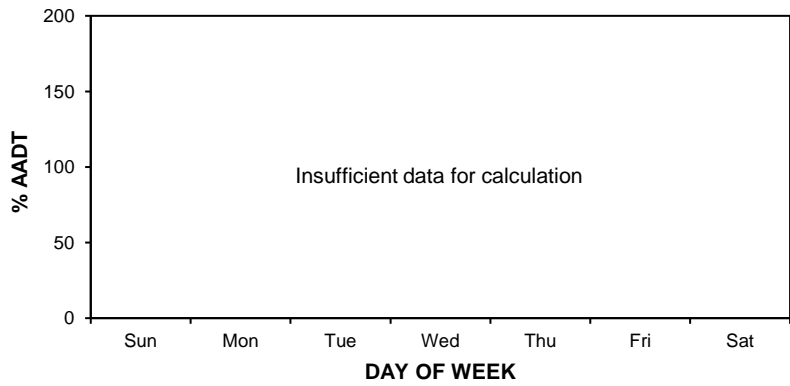 200
150
100
50
0
% AADT
Insufficient data for calculation
Sun Mon Tue Wed Thu Fri Sat
DAY OF WEEK